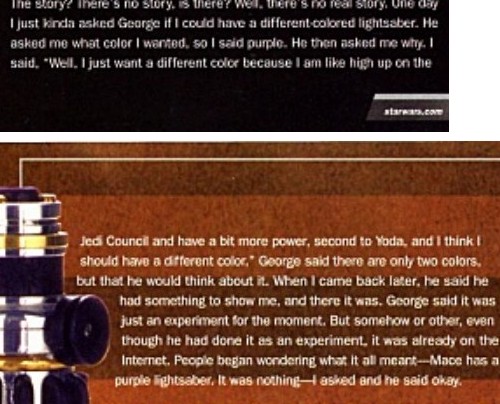 The story? There's no story, is there? Well, there's no real story. One day
I just kinda asked George if I could have a different-colored lightsaber. He
asked me what color I wanted, so I said purple. He then asked me why. I
said, "Well, I just want a different color because I am like high up on the
starwars.com
Jedi Council and have a bit more power, second to Yoda, and I think I
should have a different color." George said there are only two colors,
but that he would think about it. When I came back later, he said he
had something to show me, and there it was. George said it was
just an experiment for the moment. But somehow or other, even
though he had done it as an experiment, it was already on the
Internet. People began wondering what it all meant—Mace has a
purple lightsaber. It was nothing—I asked and he said okay.